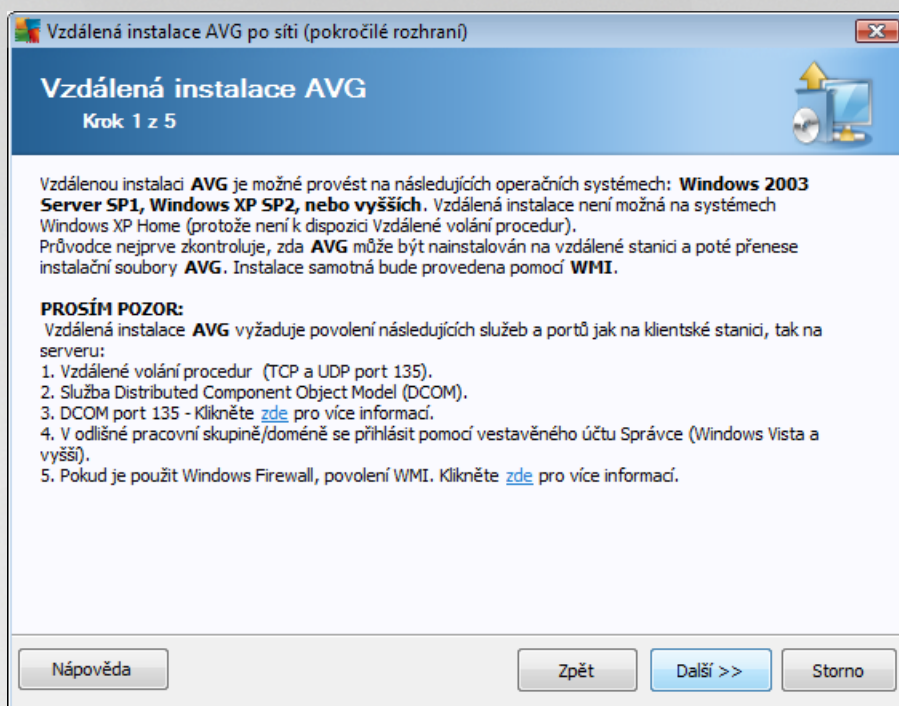 Vzdálená instalace AVG po síti (pokročilé rozhraní)
Vzdálená instalace AVG
Krok 1 z 5
Vzdálenou instalaci AVG je možné provést na následujících operačních systémech: Windows 2003
Server SP1, Windows XP SP2, nebo vyšších. Vzdálená instalace není možná na systémech
Windows XP Home (protože není k dispozici Vzdálené volání procedur).
Průvodce nejprve zkontroluje, zda AVG může být nainstalován na vzdálené stanici a poté přenese
instalační soubory AVG. Instalace samotná bude provedena pomocí WMI.
PROSÍM POZOR:
Vzdálená instalace AVG vyžaduje povolení následujících služeb a portů jak na klientské stanici, tak na
serveru:
1. Vzdálené volání procedur (TCP a UDP port 135).
2. Služba Distributed Component Object Model (DCOM).
3. DCOM port 135 - Klikněte zde pro více informací.
4. V odlišné pracovní skupině/doméně se přihlásit pomocí vestavěného účtu Správce (Windows Vista a
vyšší).
5. Pokud je použit Windows Firewall, povolení WMI. Klikněte zde pro více informací.
Nápověda
Zpět
Další >>
Storno